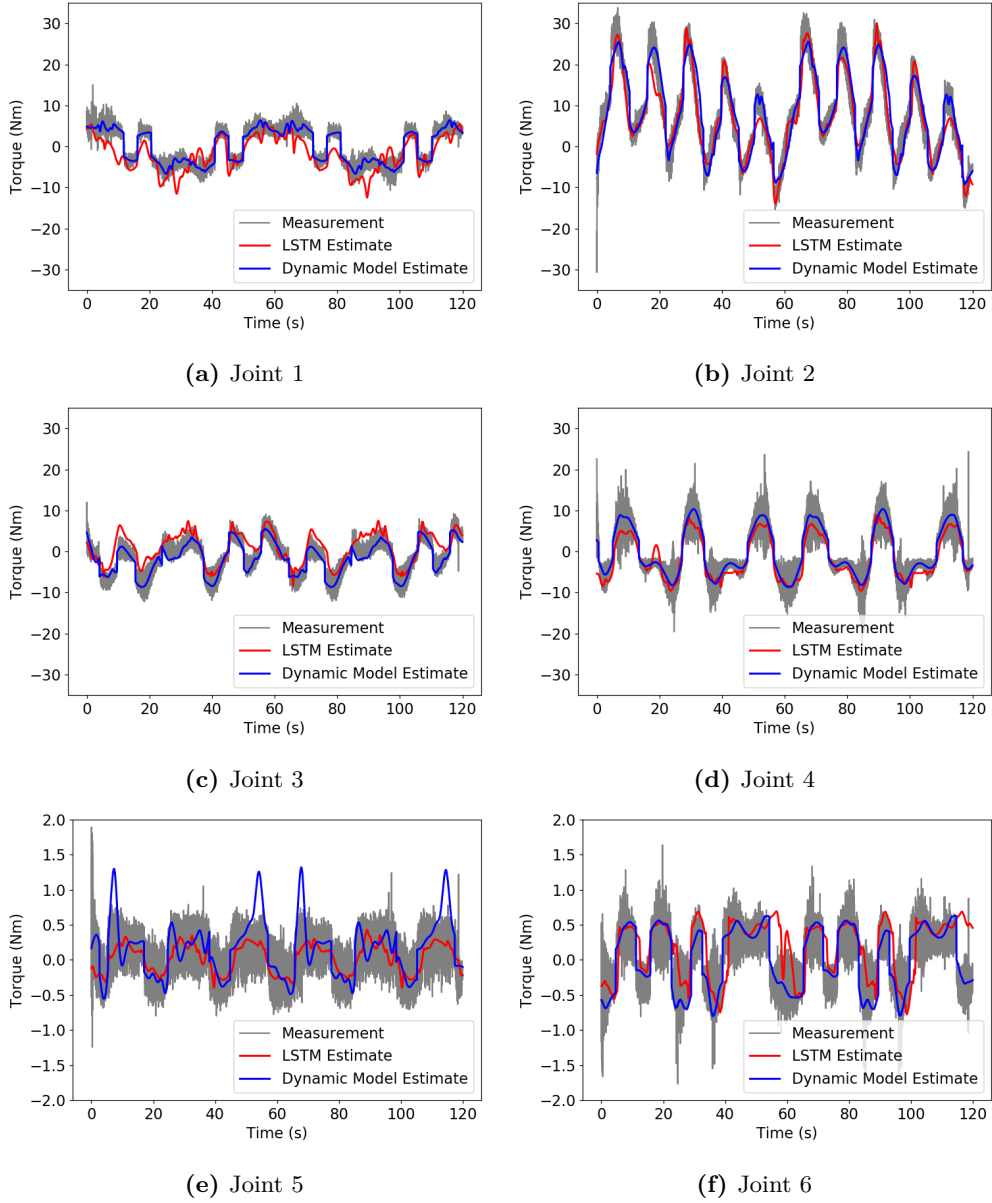 30
20
10
0
−10
−20
−30
Torque (Nm)
Measurement
LSTM Estimate
Dynamic Model Estimate
0 20 40 60 80 100 120
Time (s)
(a) Joint 1
30
20
10
0
−10
−20
−30
Torque (Nm)
Measurement
LSTM Estimate
Dynamic Model Estimate
0 20 40 60 80 100 120
Time (s)
(b) Joint 2
30
20
10
0
−10
−20
−30
Torque (Nm)
Measurement
LSTM Estimate
Dynamic Model Estimate
0 20 40 60 80 100 120
Time (s)
(c) Joint 3
30
20
10
0
−10
−20
−30
Torque (Nm)
Measurement
LSTM Estimate
Dynamic Model Estimate
0 20 40 60 80 100 120
Time (s)
(d) Joint 4
2.0
1.5
1.0
0.5
0.0
−0.5
−1.0
−1.5
−2.0
Torque (Nm)
Measurement
LSTM Estimate
Dynamic Model Estimate
0 20 40 60 80 100 120
Time (s)
(e) Joint 5
2.0
1.5
1.0
0.5
0.0
−0.5
−1.0
−1.5
−2.0
Torque (Nm)
Measurement
LSTM Estimate
Dynamic Model Estimate
0 20 40 60 80 100 120
Time (s)
(f) Joint 6